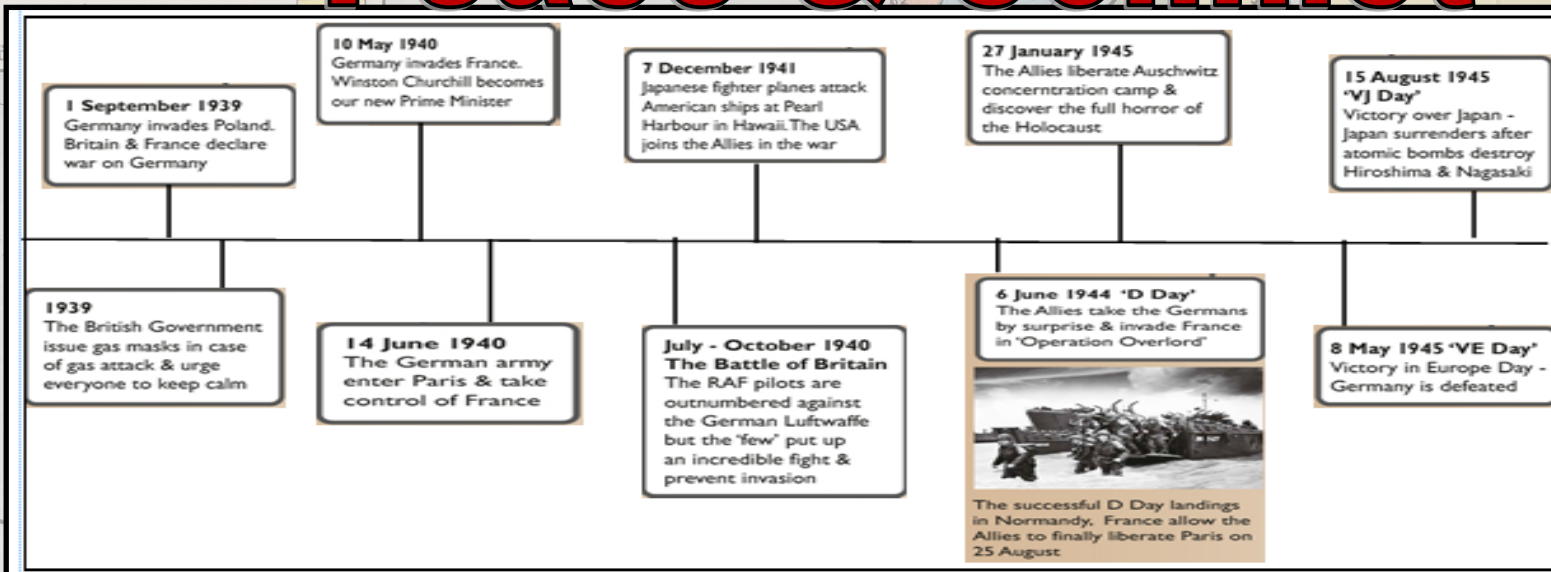 1 September 1939
Germany invades Poland.
Britain & France declare
war on Germany
10 May 1940
Germany invades France.
Winston Churchill becomes
our new Prime Minister
7 December 1941
Japanese fighter planes attack
American ships at Pearl
Harbour in Hawaii. The USA
joins the Allies in the war
27 January 1945
The Allies liberate Auschwitz
concerntration camp &
discover the full horror of
the Holocaust
15 August 1945
'VJ Day'
Victory over Japan -
Japan surrenders after
atomic bombs destroy
Hiroshima & Nagasaki
1939
The British Government
issue gas masks in case
of gas attack & urge
everyone to keep calm
14 June 1940
The German army
enter Paris & take
control of France
July - October 1940
The Battle of Britain
The RAF pilots are
outnumbered against
the German Luftwaffe
but the "few" put up
an incredible fight &
prevent invasion
6 June 1944 'D Day'
The Allies take the Germans
by surprise & invade France
in 'Operation Overlord'
The successful D Day landings
in Normandy, France allow the
Allies to finally liberate Paris on
25 August
8 May 1945 'VE Day'
Victory in Europe Day -
Germany is defeated